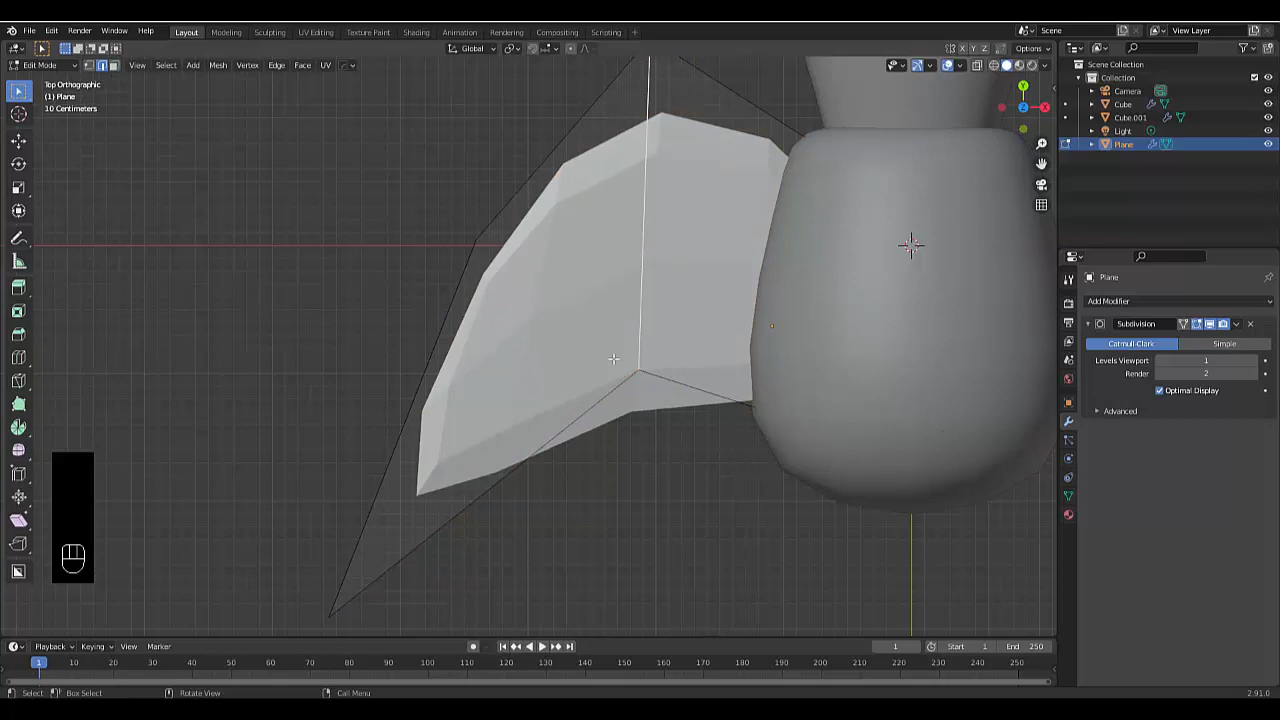 File Edit Render Window Help Layout Modeling Sculpting UV Editing Texture Paint Shading Animation Rendering Compositing Scripting + Scene View Layer
Global X Y Z Options
Edit Mode View Select Add Mesh Vertex Edge Face UV
Top Orthographic
(1) Plane
10 Centimeters
Y
X
Z
Scene Collection
Collection
Camera
Cube
Cube.001
Light
Plane
Plane
Add Modifier
Subdivision
Catmull-Clark Simple
Levels Viewport 1
Render 2
Optimal Display
Advanced
Playback Keying View Marker 1 Start 1 End 250
1 10 20 30 40 50 60 70 80 90 100 110 120 130 140 150 160 170 180 190 200 210 220 230 240 250
Select Box Select Rotate View Call Menu 2.91.0